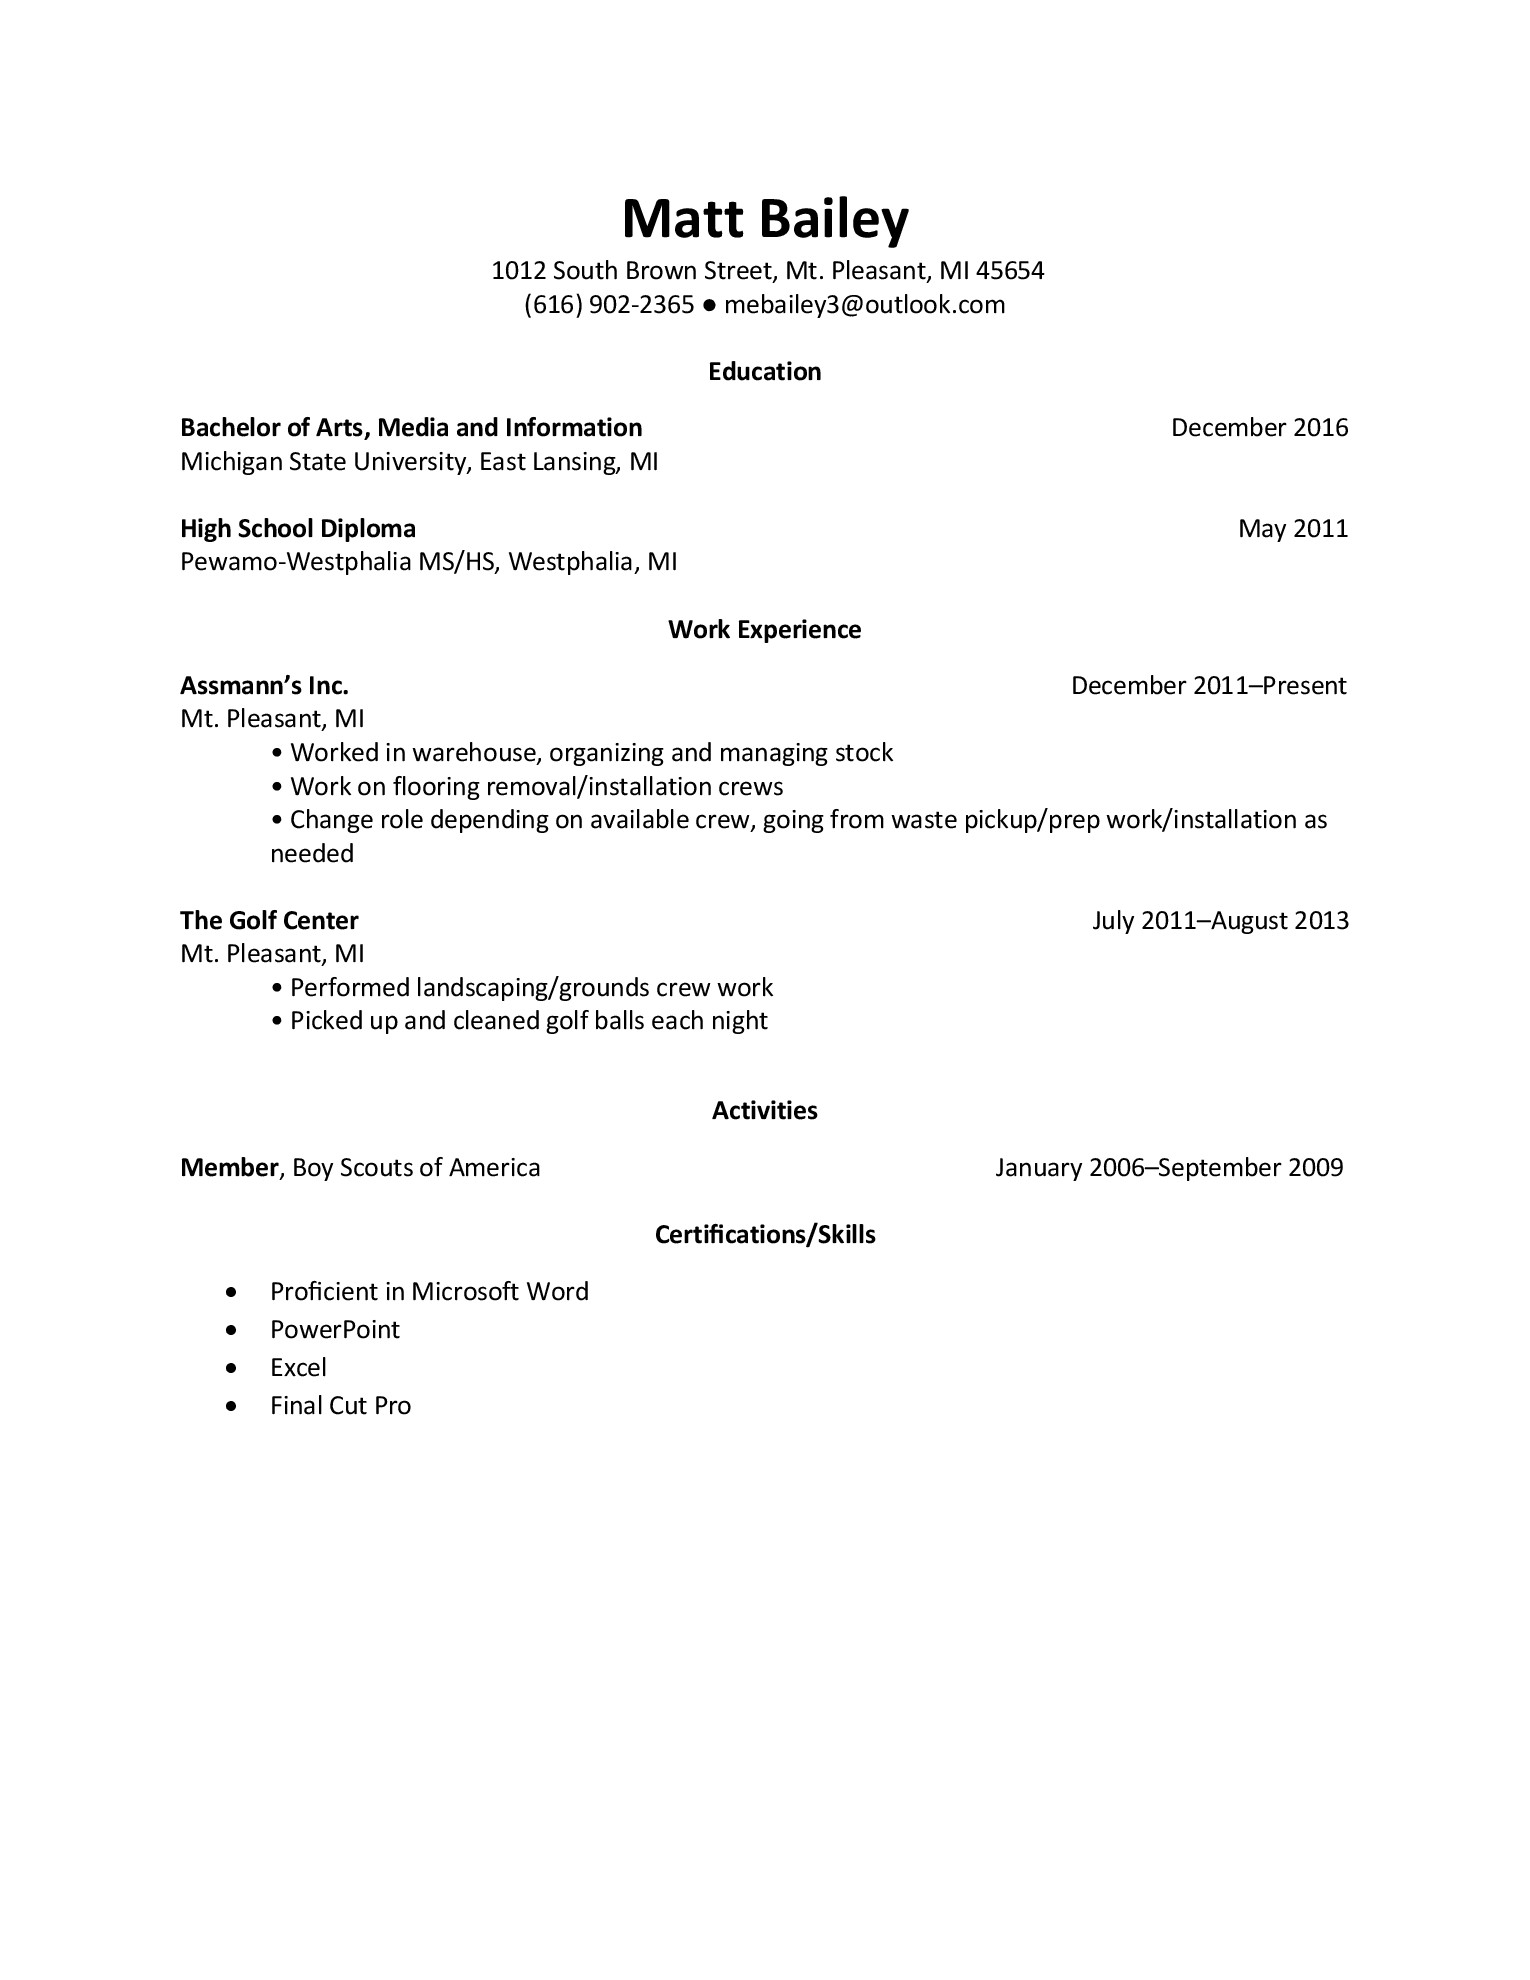 Matt Bailey
1012 South Brown Street, Mt. Pleasant, MI 45654
(616) 902-2365 ● mebailey3@outlook.com
Education
Bachelor of Arts, Media and Information December 2016
Michigan State University, East Lansing, MI
High School Diploma May 2011
Pewamo-Westphalia MS/HS, Westphalia, MI
Work Experience
Assmann’s Inc. December 2011–Present
Mt. Pleasant, MI
• Worked in warehouse, organizing and managing stock
• Work on flooring removal/installation crews
• Change role depending on available crew, going from waste pickup/prep work/installation as
needed
The Golf Center July 2011–August 2013
Mt. Pleasant, MI
• Performed landscaping/grounds crew work
• Picked up and cleaned golf balls each night
Activities
Member, Boy Scouts of America January 2006–September 2009
Certifications/Skills
• Proficient in Microsoft Word
• PowerPoint
• Excel
• Final Cut Pro